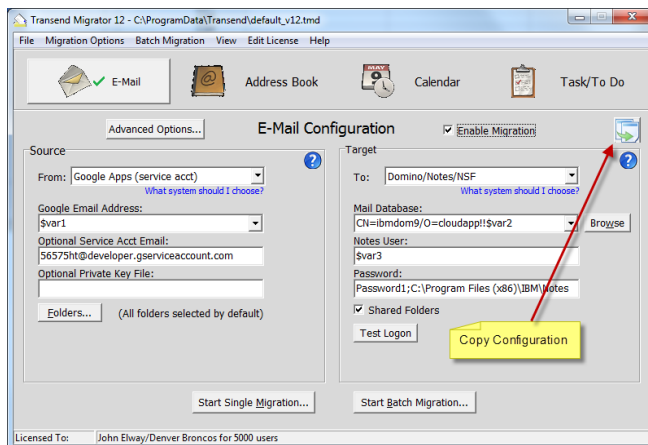 Transend Migrator 12 - C:\ProgramData\Transend\default_v12.tmd
File Migration Options Batch Migration View Edit License Help
E-Mail Address Book Calendar Task/To Do
MAY
Advanced Options... E-Mail Configuration Enable Migration
Source
From: Google Apps (service acct)
What system should I choose?
Google Email Address:
$var1
Optional Service Acct Email:
56575ht@developer.gserviceaccount.com
Optional Private Key File:
Folders... (All folders selected by default)
Target
To: Domino/Notes/NSF
What system should I choose?
Mail Database:
CN=ibmdom9/O=cloudapp!!$var2 Browse
Notes User:
$var3
Password:
Password1;C:\Program Files (x86)\IBM\Notes
Shared Folders
Test Logon
Copy Configuration
Start Single Migration... Start Batch Migration...
Licensed To: John Elway/Denver Broncos for 5000 users